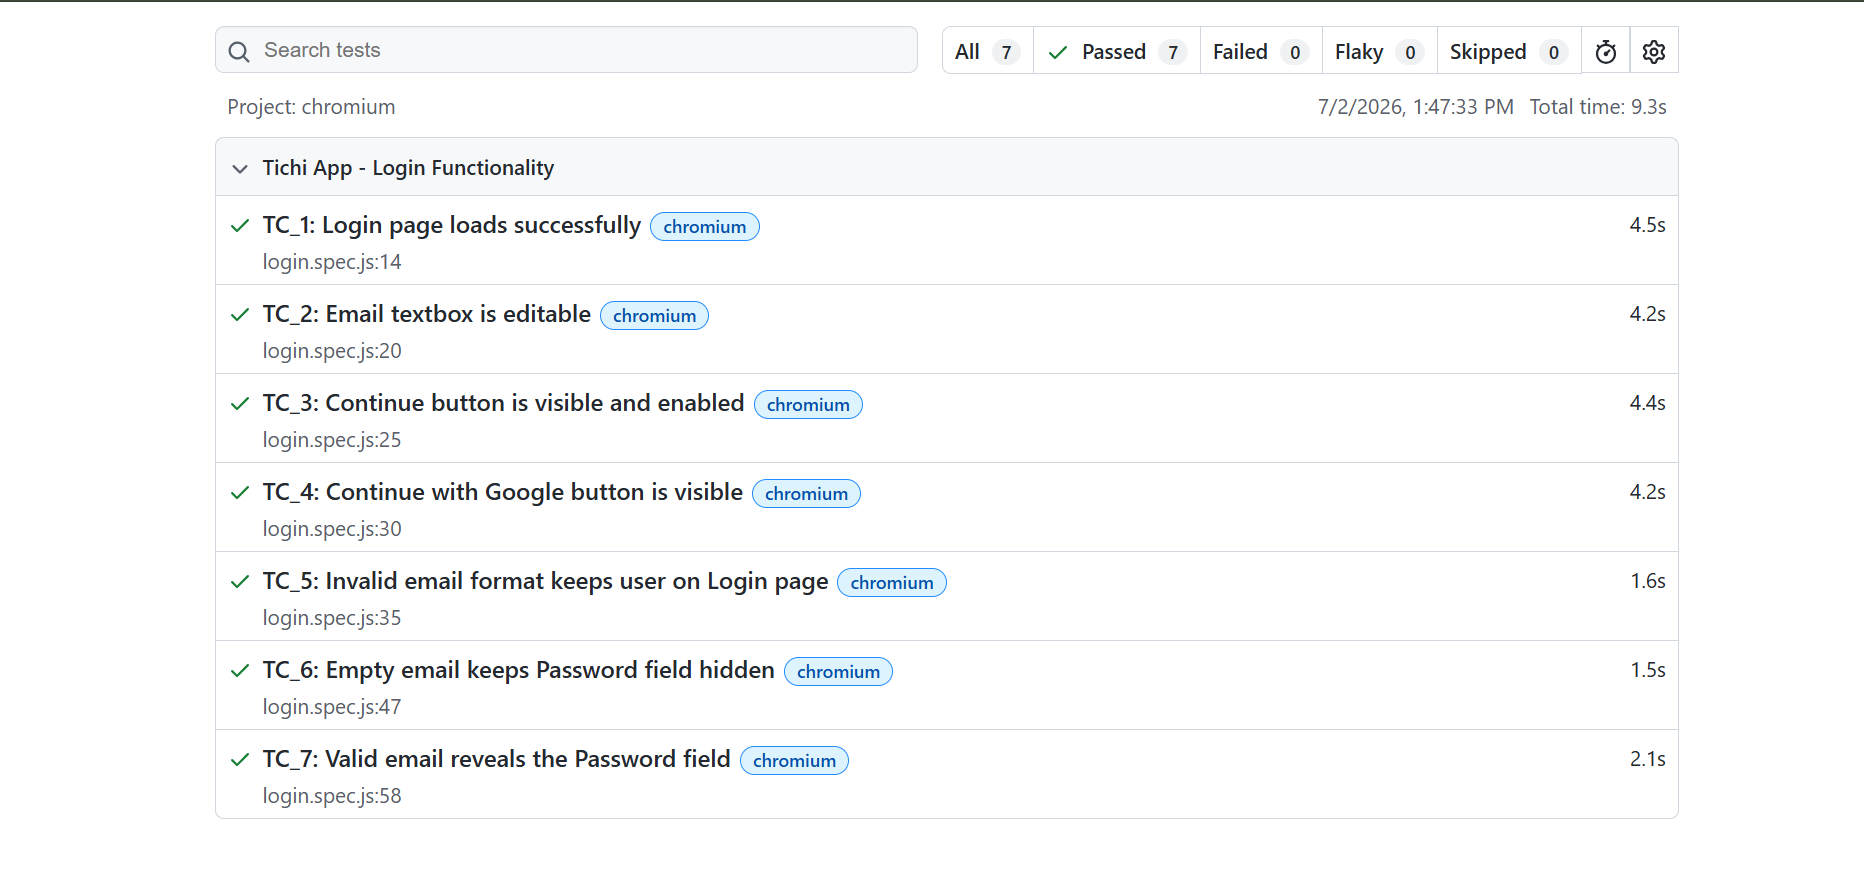 Search tests
All 7 Passed 7 Failed 0 Flaky 0 Skipped 0
Project: chromium 7/2/2026, 1:47:33 PM Total time: 9.3s
Tichi App - Login Functionality
TC_1: Login page loads successfully chromium 4.5s
login.spec.js:14
TC_2: Email textbox is editable chromium 4.2s
login.spec.js:20
TC_3: Continue button is visible and enabled chromium 4.4s
login.spec.js:25
TC_4: Continue with Google button is visible chromium 4.2s
login.spec.js:30
TC_5: Invalid email format keeps user on Login page chromium 1.6s
login.spec.js:35
TC_6: Empty email keeps Password field hidden chromium 1.5s
login.spec.js:47
TC_7: Valid email reveals the Password field chromium 2.1s
login.spec.js:58